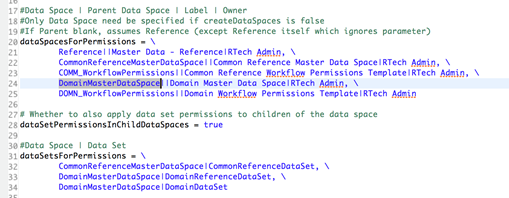 16
17 #Data Space | Parent Data Space | Label | Owner
18 #Only Data Space need be specified if createDataSpaces is false
19 #If Parent blank, assumes Reference (except Reference itself which ignores parameter)
20 dataSpacesForPermissions = \
21 Reference||Master Data - Reference|RTech Admin, \
22 CommonReferenceMasterDataSpace||Common Reference Master Data Space|RTech Admin, \
23 COMM_WorkflowPermissions||Common Reference Workflow Permissions Template|RTech Admin, \
24 DomainMasterDataSpace||Domain Master Data Space|RTech Admin, \
25 DOMN_WorkflowPermissions||Domain Workflow Permissions Template|RTech Admin
26
27 # Whether to also apply data set permissions to children of the data space
28 dataSetPermissionsInChildDataSpaces = true
29
30 #Data Space | Data Set
31 dataSetsForPermissions = \
32 CommonReferenceMasterDataSpace|CommonReferenceDataSet, \
33 DomainMasterDataSpace|DomainReferenceDataSet, \
34 DomainMasterDataSpace|DomainDataSet